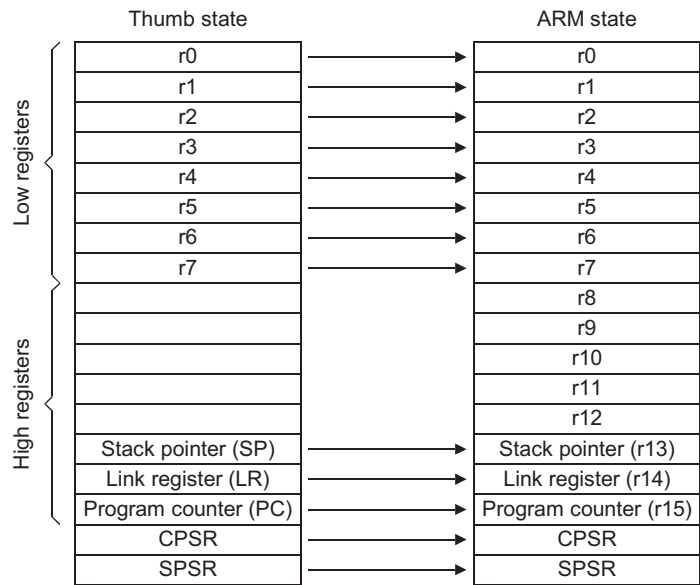 Thumb state ARM state
r0 r0
r1 r1
r2 r2
r3 r3
r4 r4
r5 r5
r6 r6
r7 r7
Low registers
r8
r9
r10
r11
r12
Stack pointer (SP) Stack pointer (r13)
Link register (LR) Link register (r14)
Program counter (PC) Program counter (r15)
High registers
CPSR CPSR
SPSR SPSR